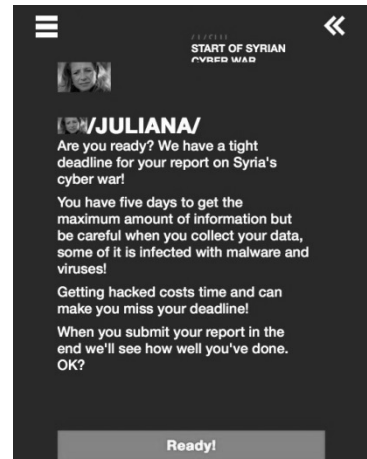 START OF SYRIAN
CYBER WAR
/JULIANA/
Are you ready? We have a tight
deadline for your report on Syria's
cyber war!
You have five days to get the
maximum amount of information but
be careful when you collect your data,
some of it is infected with malware and
viruses!
Getting hacked costs time and can
make you miss your deadline!
When you submit your report in the
end we'll see how well you've done.
OK?
Ready!